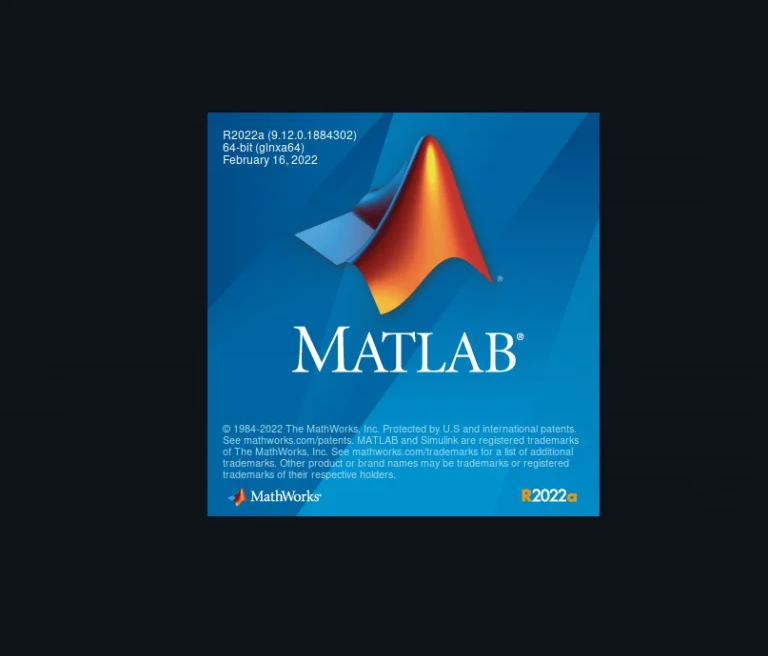 R2022a (9.12.0.1884302)
64-bit (glnxa64)
February 16, 2022
®
MATLAB®
© 1984-2022 The MathWorks, Inc. Protected by U.S and international patents.
See mathworks.com/patents. MATLAB and Simulink are registered trademarks
of The MathWorks, Inc. See mathworks.com/trademarks for a list of additional
trademarks. Other product or brand names may be trademarks or registered
trademarks of their respective holders.
MathWorks® R2022a